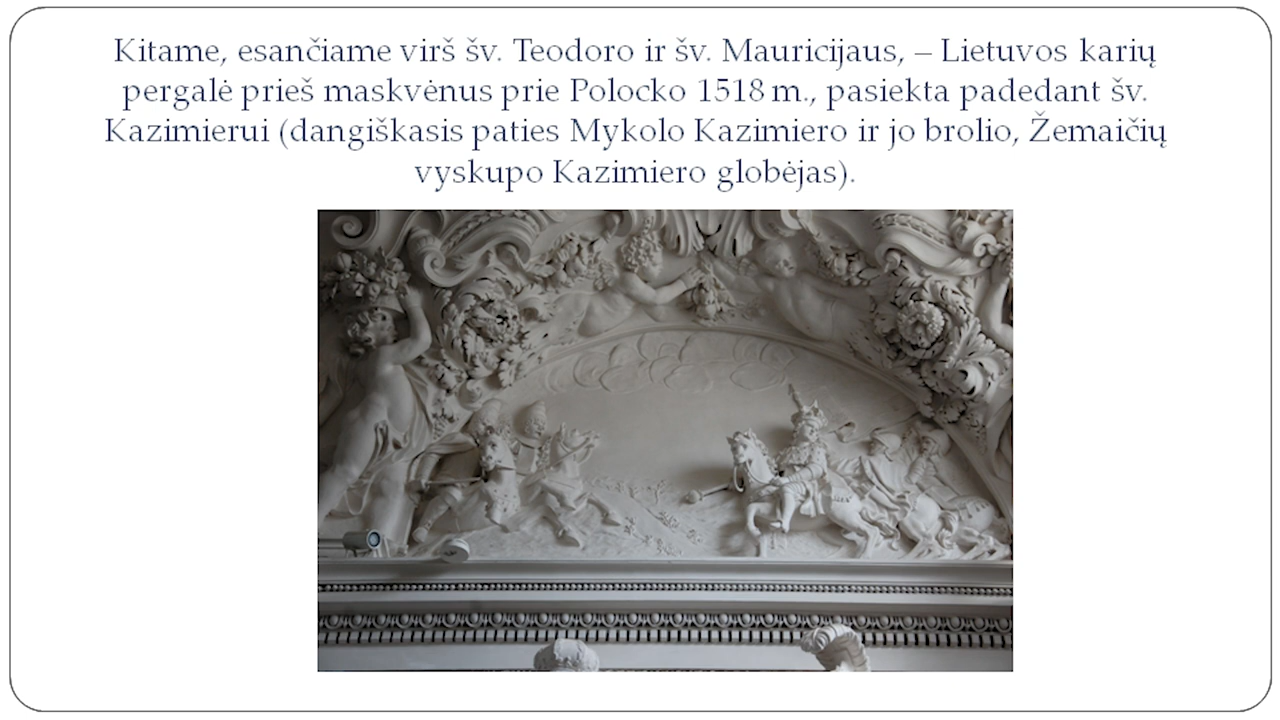 Kitame, esančiame virš šv. Teodoro ir šv. Mauricijaus, – Lietuvos karių
pergalė prieš maskvėnus prie Polocko 1518 m., pasiekta padedant šv.
Kazimierui (dangiškasis paties Mykolo Kazimiero ir jo brolio, Žemaičių
vyskupo Kazimiero globėjas).